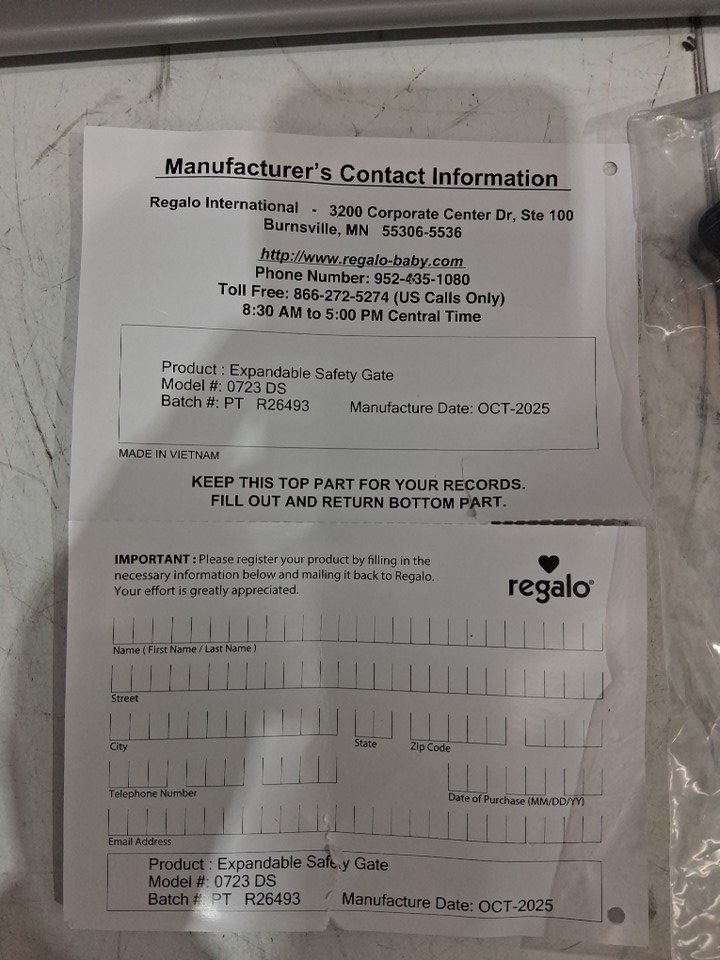 Manufacturer's Contact Information
Regalo International - 3200 Corporate Center Dr, Ste 100
Burnsville, MN 55306-5536
http://www.regalo-baby.com
Phone Number: 952-435-1080
Toll Free: 866-272-5274 (US Calls Only)
8:30 AM to 5:00 PM Central Time
Product : Expandable Safety Gate
Model #: 0723 DS
Batch #: PT R26493 Manufacture Date: OCT-2025
MADE IN VIETNAM
KEEP THIS TOP PART FOR YOUR RECORDS.
FILL OUT AND RETURN BOTTOM PART.
IMPORTANT : Please register your product by filling in the
necessary information below and mailing it back to Regalo.
Your effort is greatly appreciated.
regalo®
Name ( First Name / Last Name )
Street
City State Zip Code
Telephone Number Date of Purchase (MM/DD/YY)
Email Address
Product : Expandable Safety Gate
Model #: 0723 DS
Batch #: PT R26493 Manufacture Date: OCT-2025